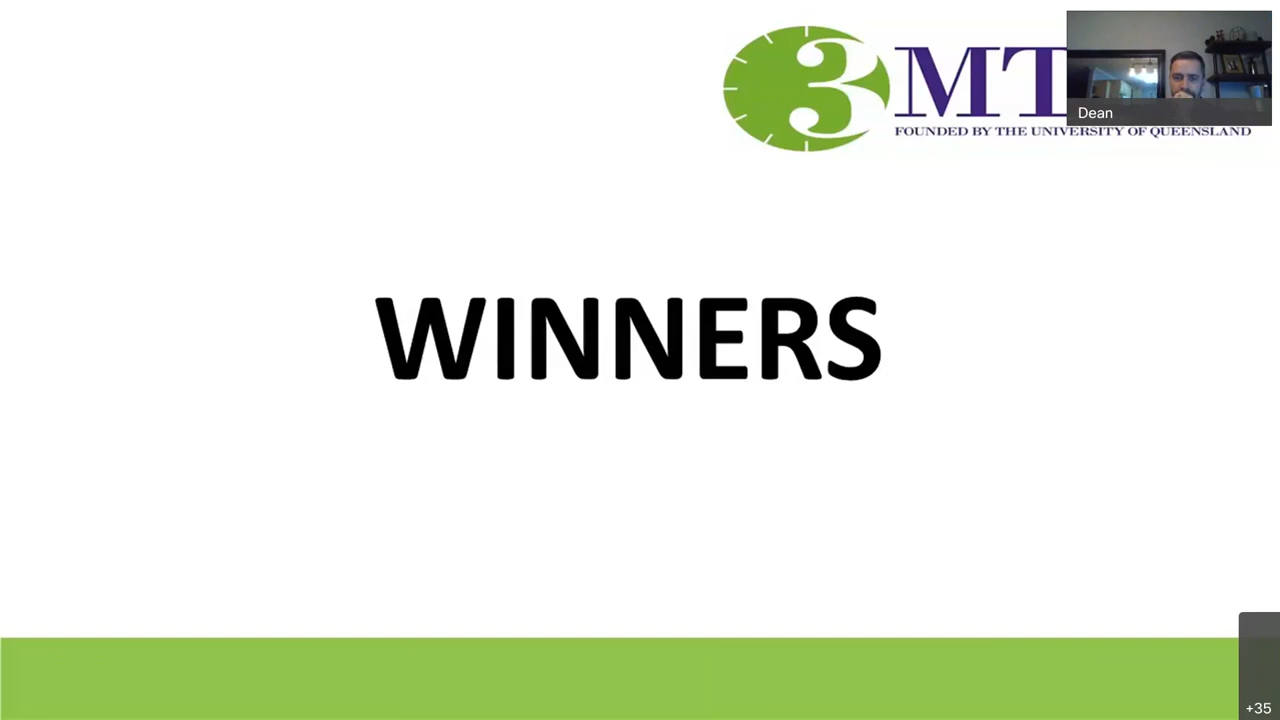 3MT
Dean
FOUNDED BY THE UNIVERSITY OF QUEENSLAND
WINNERS
+35